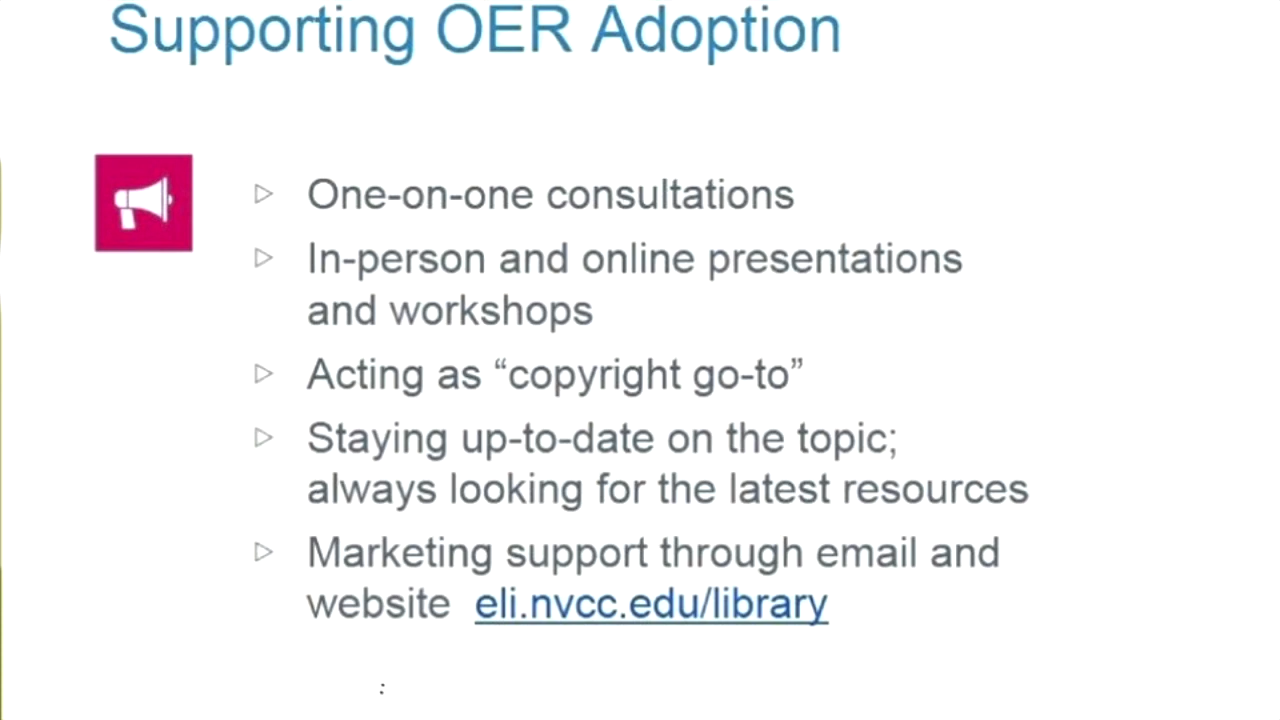 Supporting OER Adoption
One-on-one consultations
In-person and online presentations
and workshops
Acting as “copyright go-to”
Staying up-to-date on the topic;
always looking for the latest resources
Marketing support through email and
website eli.nvcc.edu/library
: